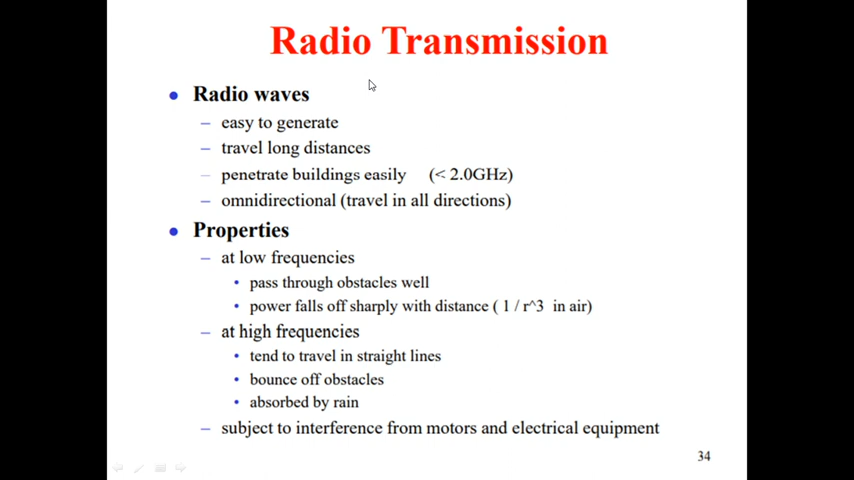 Radio Transmission
• Radio waves
– easy to generate
– travel long distances
– penetrate buildings easily (< 2.0GHz)
– omnidirectional (travel in all directions)
• Properties
– at low frequencies
• pass through obstacles well
• power falls off sharply with distance ( 1 / r^3 in air)
– at high frequencies
• tend to travel in straight lines
• bounce off obstacles
• absorbed by rain
– subject to interference from motors and electrical equipment
34